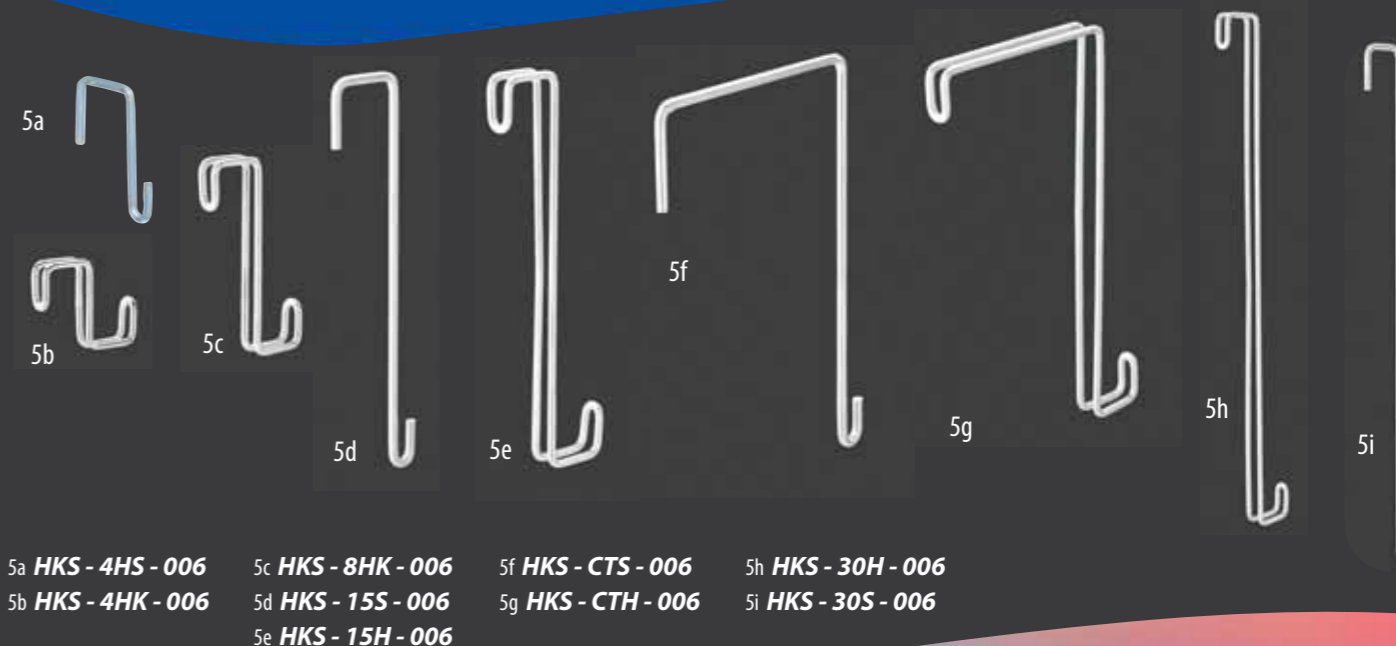 5a
5b
5c
5d
5e
5f
5g
5h
5i
5a HKS - 4HS - 006
5b HKS - 4HK - 006
5c HKS - 8HK - 006
5d HKS - 15S - 006
5e HKS - 15H - 006
5f HKS - CTS - 006
5g HKS - CTH - 006
5h HKS - 30H - 006
5i HKS - 30S - 006